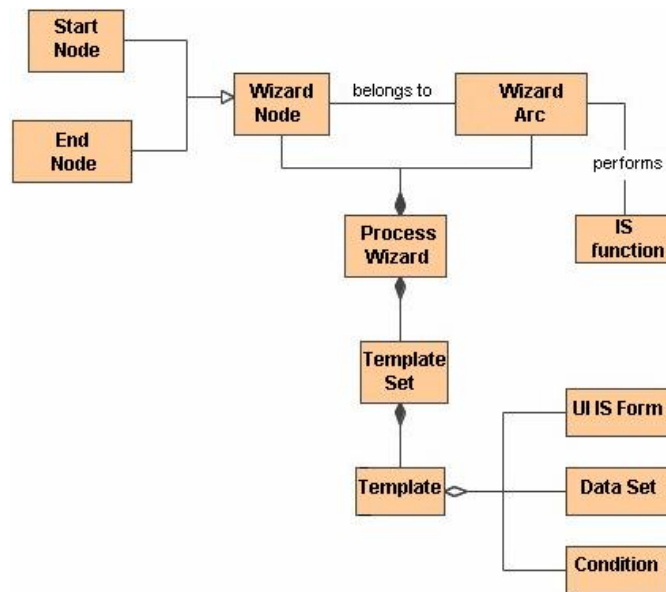 Start
Node
End
Node
Wizard
Node
belongs to
Wizard
Arc
performs
IS
function
Process
Wizard
Template
Set
Template
UI IS Form
Data Set
Condition